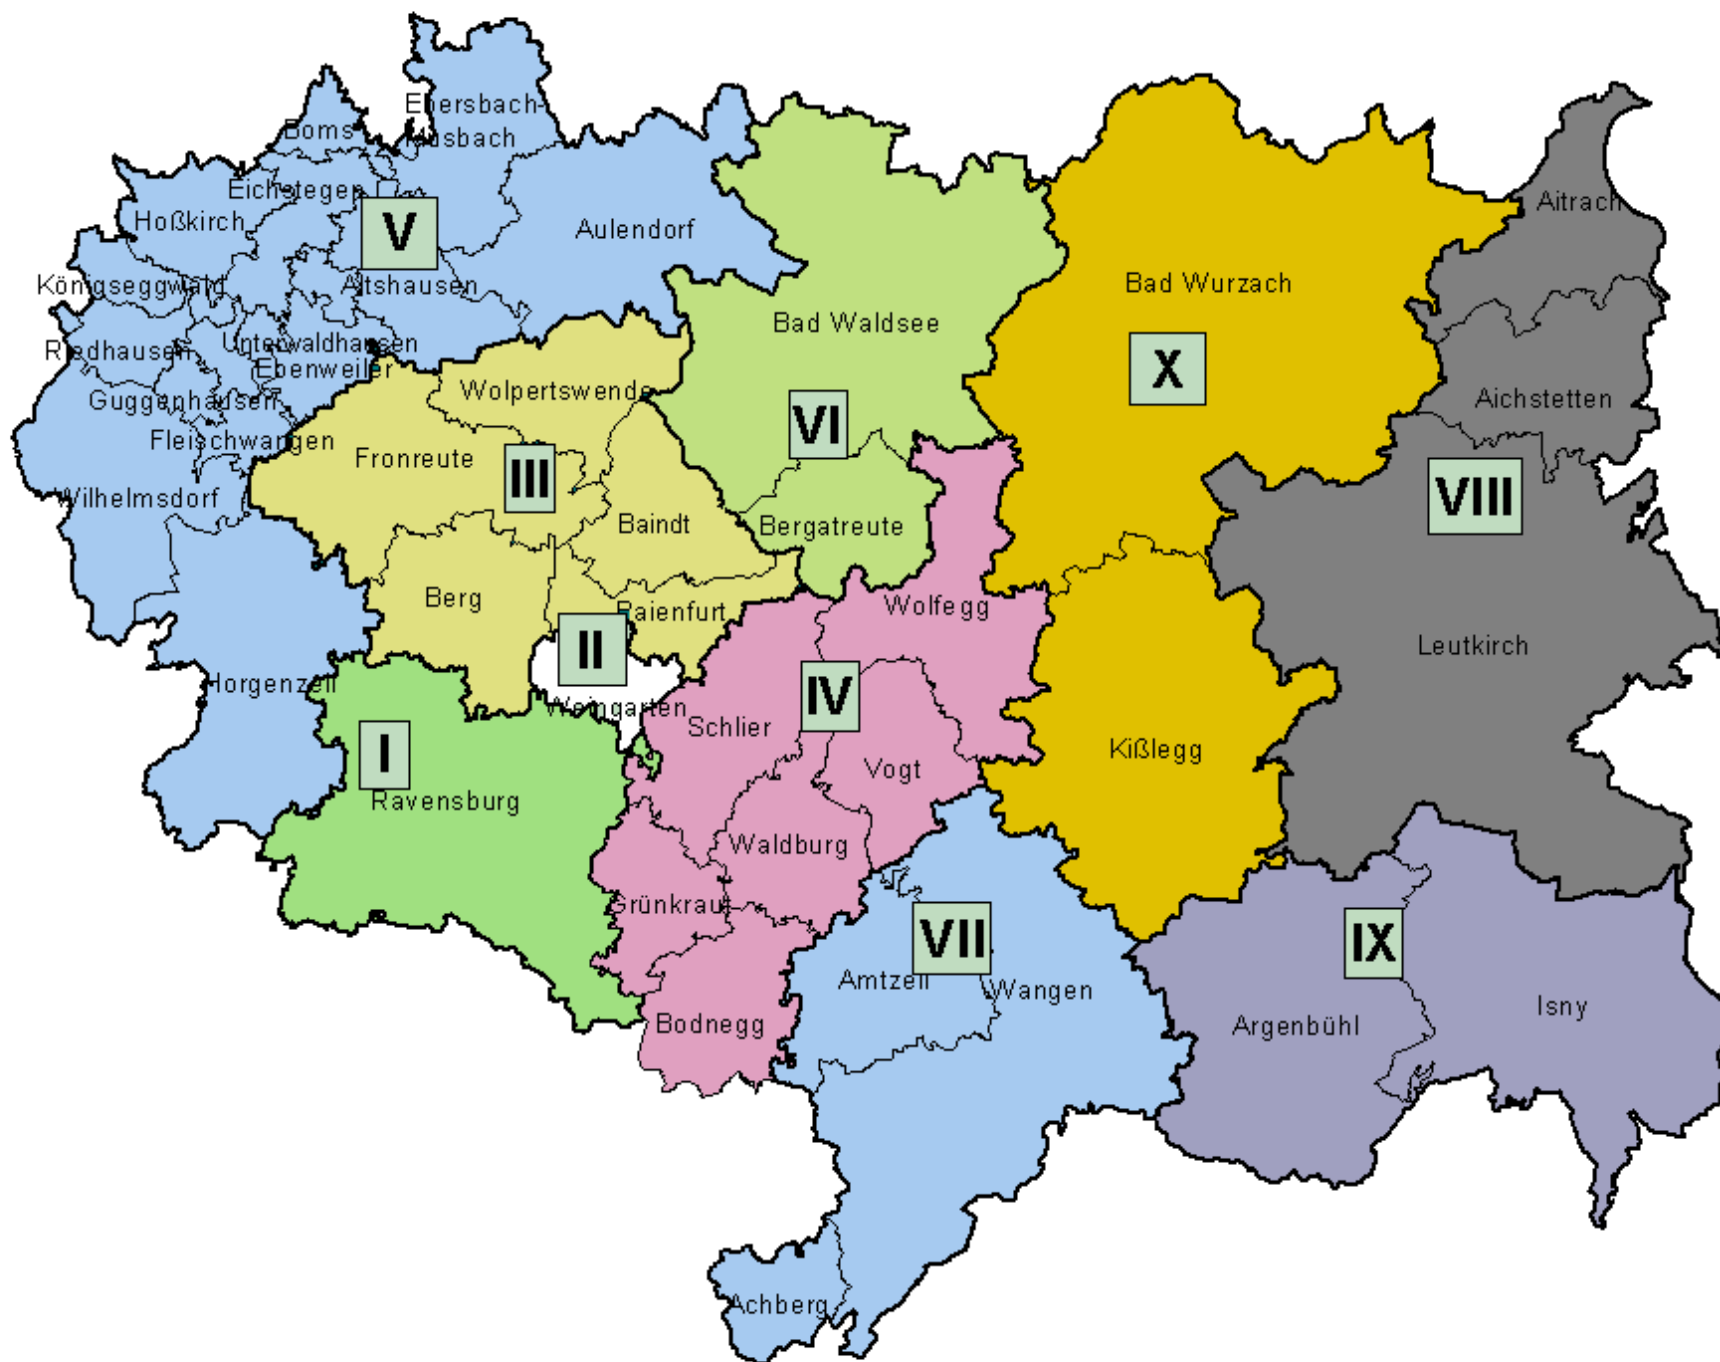 Ebersbach-
Musbach
Boms
Eichstegen
Hoßkirch
V
Aulendorf
Aitrach
Königseggwald
Altshausen
Bad Wurzach
Bad Waldsee
Riedhausen
Unterwaldhausen
Ebenweiler
X
Wolpertswende
Guggenhausen
Aichstetten
VI
Fleischwangen
Fronreute
III
VIII
Wilhelmsdorf
Baindt
Bergatreute
Berg
Baienfurt
Wolfegg
II
Leutkirch
Horgenzell
Weingarten
IV
Schlier
I
Vogt
Kißlegg
Ravensburg
Waldburg
Grünkraut
VII
IX
Amtzell
Wangen
Isny
Bodnegg
Argenbühl
Achberg